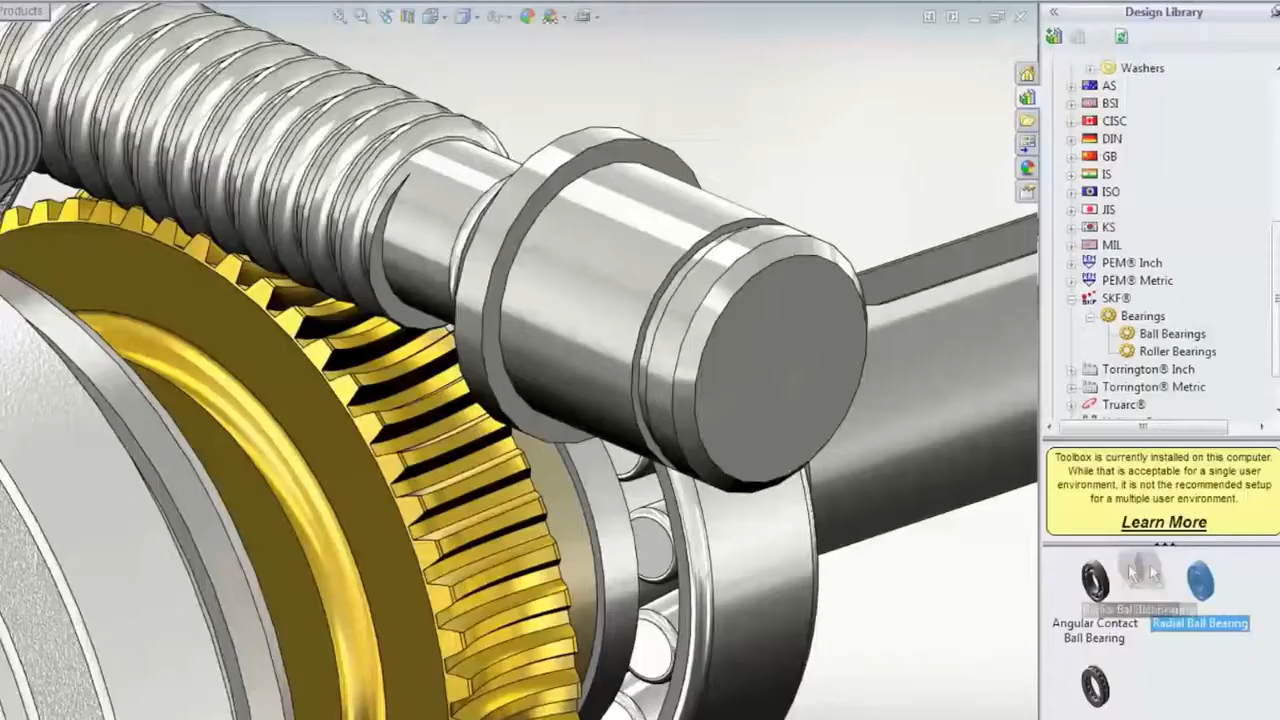 Products
Design Library
Washers
AS
BSI
CISC
DIN
GB
IS
ISO
JIS
KS
MIL
PEM® Inch
PEM® Metric
SKF®
Bearings
Ball Bearings
Roller Bearings
Torrington® Inch
Torrington® Metric
Truarc®
Toolbox is currently installed on this computer.
While that is acceptable for a single user
environment, it is not the recommended setup
for a multiple user environment.
Learn More
Angular Contact
Ball Bearing
Radial Ball Bearing